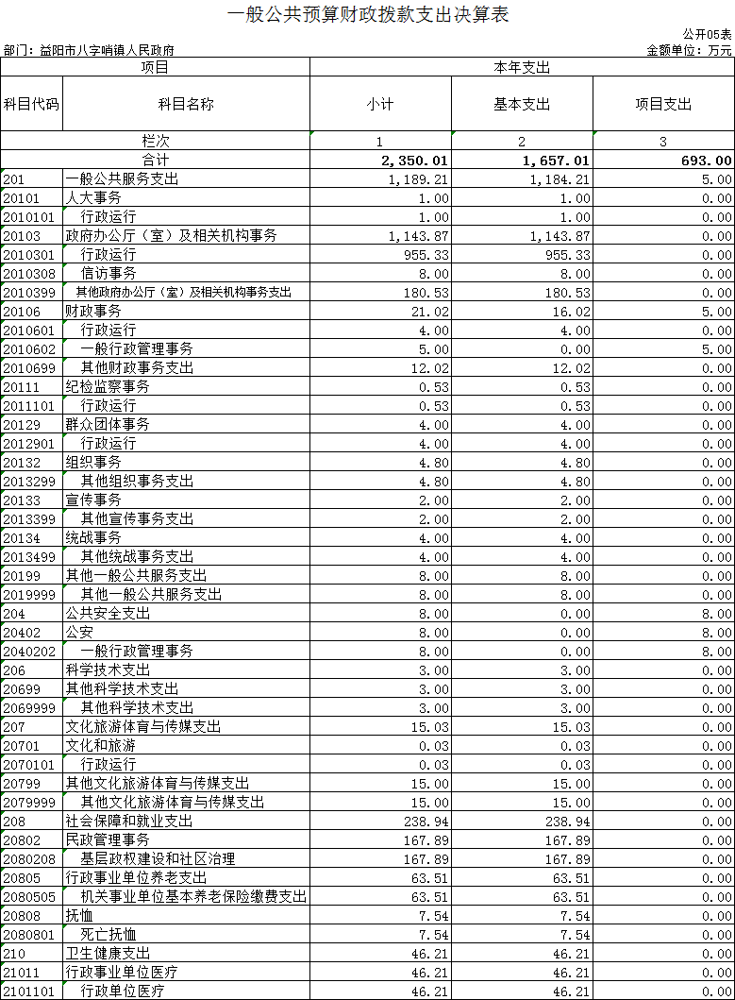 一般公共预算财政拨款支出决算表
公开05表
部门：益阳市八字哨镇人民政府 金额单位：万元
项目 本年支出
科目代码 科目名称 小计 基本支出 项目支出
栏次 1 2 3
合计 2,350.01 1,657.01 693.00
201 一般公共服务支出 1,189.21 1,184.21 5.00
20101 人大事务 1.00 1.00 0.00
2010101 行政运行 1.00 1.00 0.00
20103 政府办公厅（室）及相关机构事务 1,143.87 1,143.87 0.00
2010301 行政运行 955.33 955.33 0.00
2010308 信访事务 8.00 8.00 0.00
2010399 其他政府办公厅（室）及相关机构事务支出 180.53 180.53 0.00
20106 财政事务 21.02 16.02 5.00
2010601 行政运行 4.00 4.00 0.00
2010602 一般行政管理事务 5.00 0.00 5.00
2010699 其他财政事务支出 12.02 12.02 0.00
20111 纪检监察事务 0.53 0.53 0.00
2011101 行政运行 0.53 0.53 0.00
20129 群众团体事务 4.00 4.00 0.00
2012901 行政运行 4.00 4.00 0.00
20132 组织事务 4.80 4.80 0.00
2013299 其他组织事务支出 4.80 4.80 0.00
20133 宣传事务 2.00 2.00 0.00
2013399 其他宣传事务支出 2.00 2.00 0.00
20134 统战事务 4.00 4.00 0.00
2013499 其他统战事务支出 4.00 4.00 0.00
20199 其他一般公共服务支出 8.00 8.00 0.00
2019999 其他一般公共服务支出 8.00 8.00 0.00
204 公共安全支出 8.00 0.00 8.00
20402 公安 8.00 0.00 8.00
2040202 一般行政管理事务 8.00 0.00 8.00
206 科学技术支出 3.00 3.00 0.00
20699 其他科学技术支出 3.00 3.00 0.00
2069999 其他科学技术支出 3.00 3.00 0.00
207 文化旅游体育与传媒支出 15.03 15.03 0.00
20701 文化和旅游 0.03 0.03 0.00
2070101 行政运行 0.03 0.03 0.00
20799 其他文化旅游体育与传媒支出 15.00 15.00 0.00
2079999 其他文化旅游体育与传媒支出 15.00 15.00 0.00
208 社会保障和就业支出 238.94 238.94 0.00
20802 民政管理事务 167.89 167.89 0.00
2080208 基层政权建设和社区治理 167.89 167.89 0.00
20805 行政事业单位养老支出 63.51 63.51 0.00
2080505 机关事业单位基本养老保险缴费支出 63.51 63.51 0.00
20808 抚恤 7.54 7.54 0.00
2080801 死亡抚恤 7.54 7.54 0.00
210 卫生健康支出 46.21 46.21 0.00
21011 行政事业单位医疗 46.21 46.21 0.00
2101101 行政单位医疗 46.21 46.21 0.00